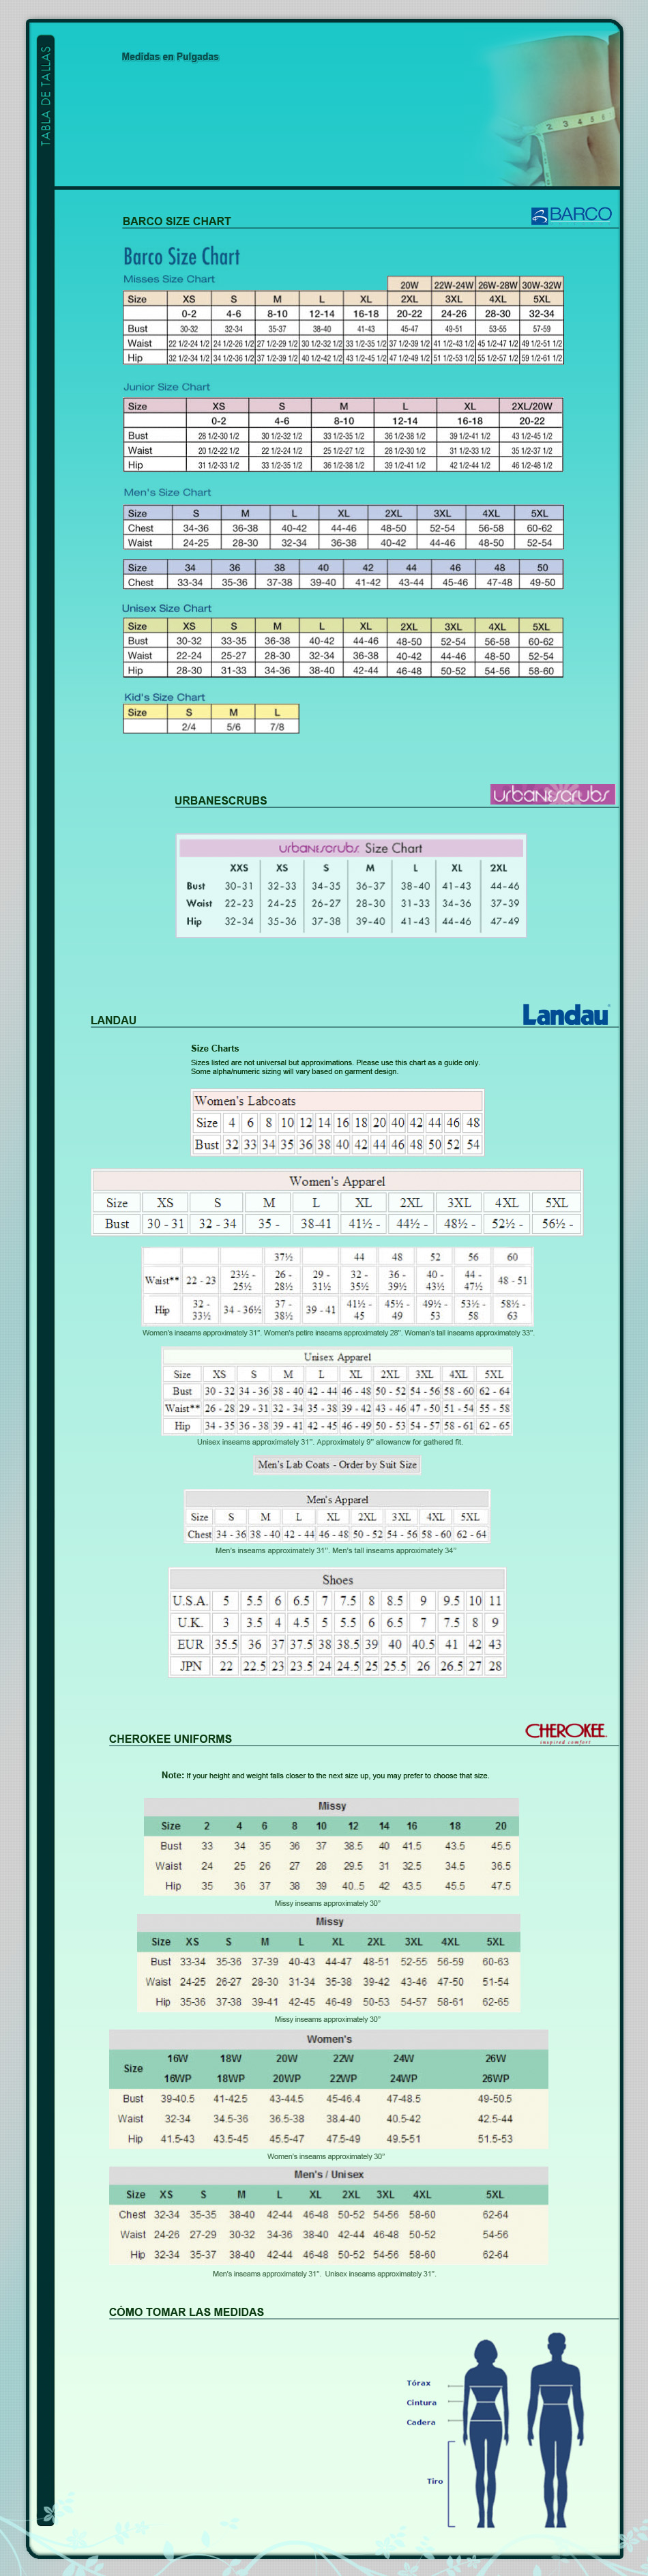 TABLA DE TALLAS
Medidas en Pulgadas
BARCO SIZE CHART
BARCO
Barco Size Chart
Misses Size Chart
20W 22W-24W 26W-28W 30W-32W
Size XS S M L XL 2XL 3XL 4XL 5XL
0-2 4-6 8-10 12-14 16-18 20-22 24-26 28-30 32-34
Bust 30-32 32-34 35-37 38-40 41-43 45-47 49-51 53-55 57-59
Waist 22 1/2-24 1/2 24 1/2-26 1/2 27 1/2-29 1/2 30 1/2-32 1/2 33 1/2-35 1/2 37 1/2-39 1/2 41 1/2-43 1/2 45 1/2-47 1/2 49 1/2-51 1/2
Hip 32 1/2-34 1/2 34 1/2-36 1/2 37 1/2-39 1/2 40 1/2-42 1/2 43 1/2-45 1/2 47 1/2-49 1/2 51 1/2-53 1/2 55 1/2-57 1/2 59 1/2-61 1/2
Junior Size Chart
Size XS S M L XL 2XL/20W
0-2 4-6 8-10 12-14 16-18 20-22
Bust 28 1/2-30 1/2 30 1/2-32 1/2 33 1/2-35 1/2 36 1/2-38 1/2 39 1/2-41 1/2 43 1/2-45 1/2
Waist 20 1/2-22 1/2 22 1/2-24 1/2 25 1/2-27 1/2 28 1/2-30 1/2 31 1/2-33 1/2 35 1/2-37 1/2
Hip 31 1/2-33 1/2 33 1/2-35 1/2 36 1/2-38 1/2 39 1/2-41 1/2 42 1/2-44 1/2 46 1/2-48 1/2
Men's Size Chart
Size S M L XL 2XL 3XL 4XL 5XL
Chest 34-36 36-38 40-42 44-46 48-50 52-54 56-58 60-62
Waist 24-25 28-30 32-34 36-38 40-42 44-46 48-50 52-54
Size 34 36 38 40 42 44 46 48 50
Chest 33-34 35-36 37-38 39-40 41-42 43-44 45-46 47-48 49-50
Unisex Size Chart
Size XS S M L XL 2XL 3XL 4XL 5XL
Bust 30-32 33-35 36-38 40-42 44-46 48-50 52-54 56-58 60-62
Waist 22-24 25-27 28-30 32-34 36-38 40-42 44-46 48-50 52-54
Hip 28-30 31-33 34-36 38-40 42-44 46-48 50-52 54-56 58-60
Kid's Size Chart
Size S M L
2/4 5/6 7/8
URBANESCRUBS
urbanescrubs
urbanescrubs Size Chart
XXS XS S M L XL 2XL
Bust 30-31 32-33 34-35 36-37 38-40 41-43 44-46
Waist 22-23 24-25 26-27 28-30 31-33 34-36 37-39
Hip 32-34 35-36 37-38 39-40 41-43 44-46 47-49
LANDAU
Landau
Size Charts
Sizes listed are not universal but approximations. Please use this chart as a guide only.
Some alpha/numeric sizing will vary based on garment design.
Women's Labcoats
Size 4 6 8 10 12 14 16 18 20 40 42 44 46 48
Bust 32 33 34 35 36 38 40 42 44 46 48 50 52 54
Women's Apparel
Size XS S M L XL 2XL 3XL 4XL 5XL
Bust 30 - 31 32 - 34 35 - 38-41 41½ - 44½ - 48½ - 52½ - 56½ -
37½ 44 48 52 56 60
Waist** 22 - 23 23½ - 25½ 26 - 28½ 29 - 31½ 32 - 35½ 36 - 39½ 40 - 43½ 44 - 47½ 48 - 51
Hip 32 - 33½ 34 - 36½ 37 - 38½ 39 - 41 41½ - 45 45½ - 49 49½ - 53 53½ - 58 58½ - 63
Women's inseams approximately 31". Women's petire inseams approximately 28". Woman's tall inseams approximately 33".
Unisex Apparel
Size XS S M L XL 2XL 3XL 4XL 5XL
Bust 30 - 32 34 - 36 38 - 40 42 - 44 46 - 48 50 - 52 54 - 56 58 - 60 62 - 64
Waist** 26 - 28 29 - 31 32 - 34 35 - 38 39 - 42 43 - 46 47 - 50 51 - 54 55 - 58
Hip 34 - 35 36 - 38 39 - 41 42 - 45 46 - 49 50 - 53 54 - 57 58 - 61 62 - 65
Unisex inseams approximately 31". Approximately 9" allowancw for gathered fit.
Men's Lab Coats - Order by Suit Size
Men's Apparel
Size S M L XL 2XL 3XL 4XL 5XL
Chest 34 - 36 38 - 40 42 - 44 46 - 48 50 - 52 54 - 56 58 - 60 62 - 64
Men's inseams approximately 31". Men's tall inseams approximately 34"
Shoes
U.S.A. 5 5.5 6 6.5 7 7.5 8 8.5 9 9.5 10 11
U.K. 3 3.5 4 4.5 5 5.5 6 6.5 7 7.5 8 9
EUR 35.5 36 37 37.5 38 38.5 39 40 40.5 41 42 43
JPN 22 22.5 23 23.5 24 24.5 25 25.5 26 26.5 27 28
CHEROKEE UNIFORMS
CHEROKEE
inspired comfort
Note: If your height and weight falls closer to the next size up, you may prefer to choose that size.
Missy
Size 2 4 6 8 10 12 14 16 18 20
Bust 33 34 35 36 37 38.5 40 41.5 43.5 45.5
Waist 24 25 26 27 28 29.5 31 32.5 34.5 36.5
Hip 35 36 37 38 39 40..5 42 43.5 45.5 47.5
Missy inseams approximately 30"
Missy
Size XS S M L XL 2XL 3XL 4XL 5XL
Bust 33-34 35-36 37-39 40-43 44-47 48-51 52-55 56-59 60-63
Waist 24-25 26-27 28-30 31-34 35-38 39-42 43-46 47-50 51-54
Hip 35-36 37-38 39-41 42-45 46-49 50-53 54-57 58-61 62-65
Missy inseams approximately 30"
Women's
Size 16W 18W 20W 22W 24W 26W
16WP 18WP 20WP 22WP 24WP 26WP
Bust 39-40.5 41-42.5 43-44.5 45-46.4 47-48.5 49-50.5
Waist 32-34 34.5-36 36.5-38 38.4-40 40.5-42 42.5-44
Hip 41.5-43 43.5-45 45.5-47 47.5-49 49.5-51 51.5-53
Women's inseams approximately 30"
Men's / Unisex
Size XS S M L XL 2XL 3XL 4XL 5XL
Chest 32-34 35-35 38-40 42-44 46-48 50-52 54-56 58-60 62-64
Waist 24-26 27-29 30-32 34-36 38-40 42-44 46-48 50-52 54-56
Hip 32-34 35-37 38-40 42-44 46-48 50-52 54-56 58-60 62-64
Men's inseams approximately 31". Unisex inseams approximately 31".
CÓMO TOMAR LAS MEDIDAS
Tórax
Cintura
Cadera
Tiro